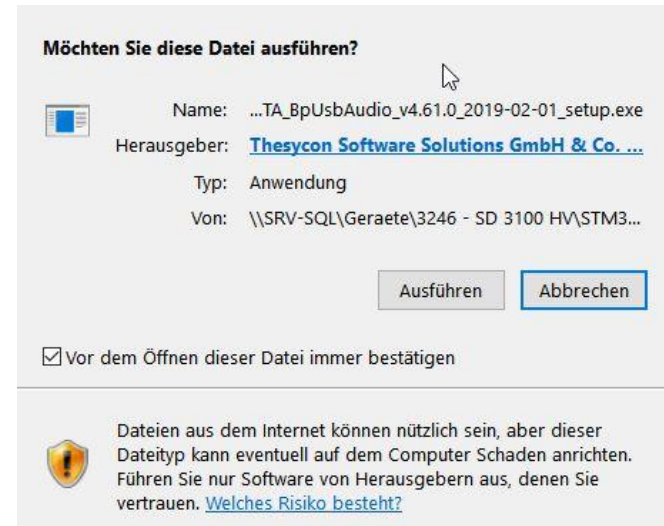 Möchten Sie diese Datei ausführen?
Name: ...TA_BpUsbAudio_v4.61.0_2019-02-01_setup.exe
Herausgeber: Thesycon Software Solutions GmbH & Co. ...
Typ: Anwendung
Von: \\SRV-SQL\Geraete\3246 - SD 3100 HV\STM3...
Ausführen Abbrechen
Vor dem Öffnen dieser Datei immer bestätigen
Dateien aus dem Internet können nützlich sein, aber dieser
Dateityp kann eventuell auf dem Computer Schaden anrichten.
Führen Sie nur Software von Herausgebern aus, denen Sie
vertrauen. Welches Risiko besteht?